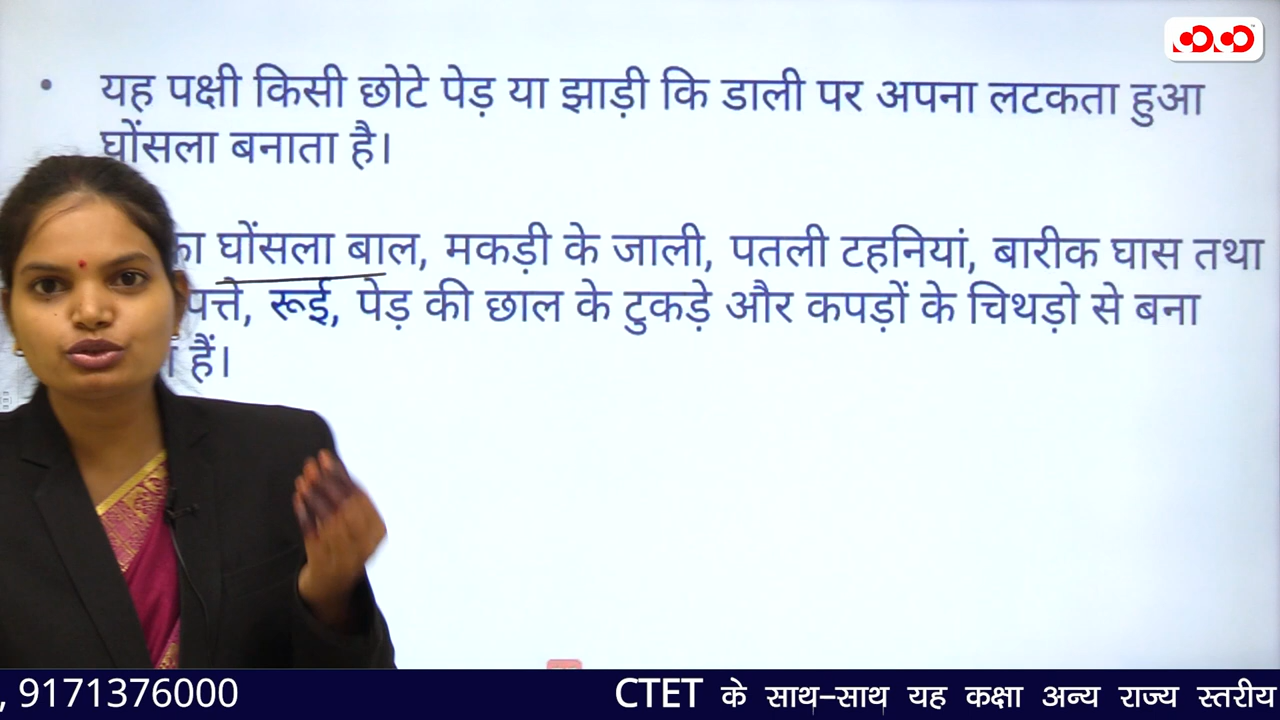 • यह पक्षी किसी छोटे पेड़ या झाड़ी कि डाली पर अपना लटकता हुआ
घोंसला बनाता है।
का घोंसला बाल, मकड़ी के जाली, पतली टहनियां, बारीक घास तथा
पत्ते, रूई, पेड़ की छाल के टुकड़े और कपड़ों के चिथड़ो से बना
हैं।
, 9171376000 CTET के साथ-साथ यह कक्षा अन्य राज्य स्तरीय